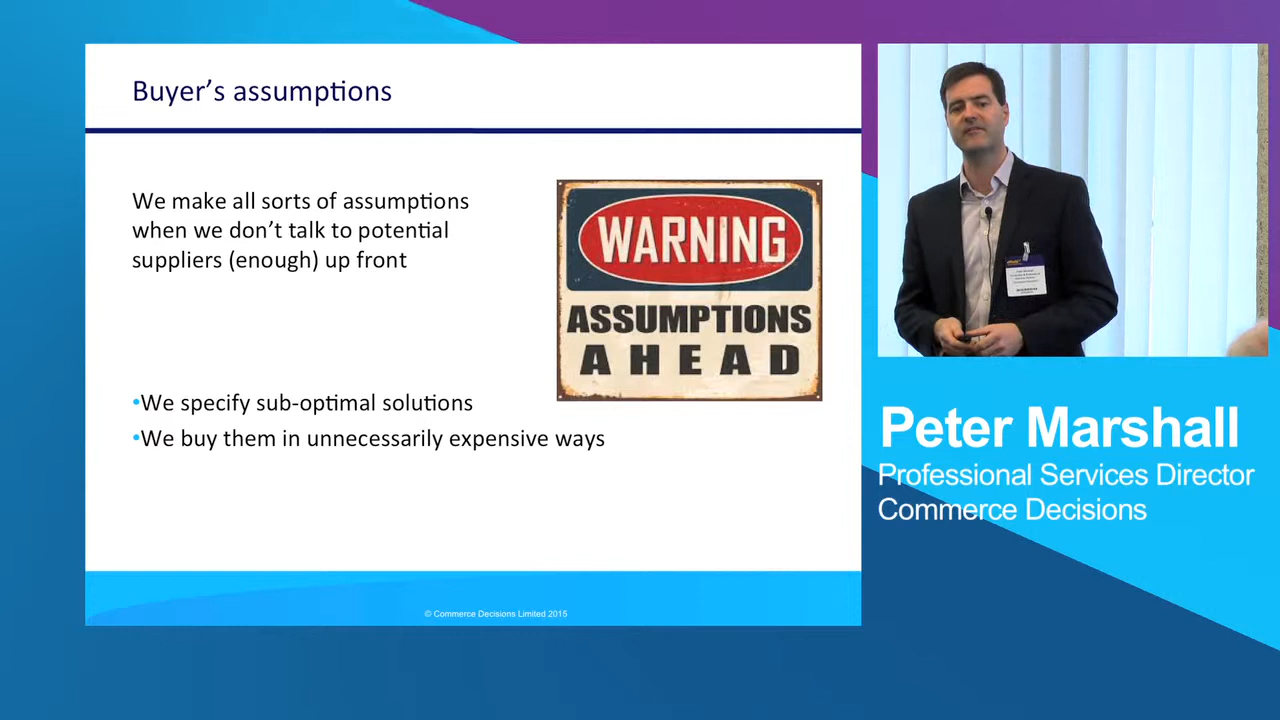 Buyer's assumptions
We make all sorts of assumptions
when we don't talk to potential
suppliers (enough) up front
WARNING
ASSUMPTIONS
AHEAD
•We specify sub-optimal solutions
•We buy them in unnecessarily expensive ways
© Commerce Decisions Limited 2015
Peter Marshall
Professional Services Director
Commerce Decisions